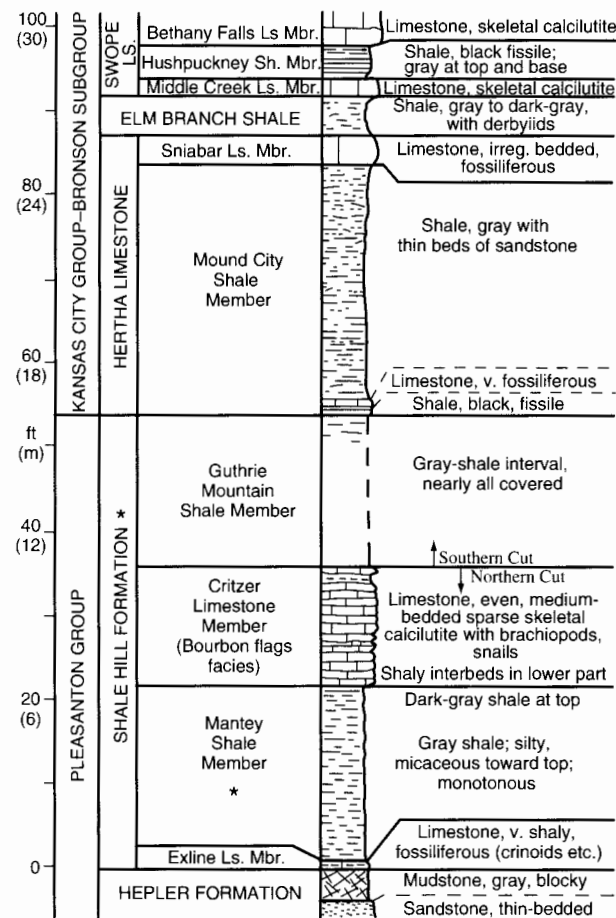 100
(30)
80
(24)
60
(18)
ft
(m)
40
(12)
20
(6)
0
KANSAS CITY GROUP–BRONSON SUBGROUP
PLEASANTON GROUP
SWOPE
LS.
HERTHA LIMESTONE
SHALE HILL FORMATION *
Bethany Falls Ls Mbr.
Limestone, skeletal calcilutite
Hushpuckney Sh. Mbr.
Shale, black fissile;
gray at top and base
Middle Creek Ls. Mbr.
Limestone, skeletal calcilutite
ELM BRANCH SHALE
Shale, gray to dark-gray,
with derbyiids
Sniabar Ls. Mbr.
Limestone, irreg. bedded,
fossiliferous
Mound City
Shale
Member
Shale, gray with
thin beds of sandstone
Limestone, v. fossiliferous
Shale, black, fissile
Guthrie
Mountain
Shale Member
Gray-shale interval,
nearly all covered
Southern Cut
Northern Cut
Critzer
Limestone
Member
(Bourbon flags
facies)
Limestone, even, medium-
bedded sparse skeletal
calcilutite with brachiopods,
snails
Shaly interbeds in lower part
Mantey
Shale
Member
*
Dark-gray shale at top
Gray shale; silty,
micaceous toward top;
monotonous
Exline Ls. Mbr.
Limestone, v. shaly,
fossiliferous (crinoids etc.)
HEPLER FORMATION
Mudstone, gray, blocky
Sandstone, thin-bedded